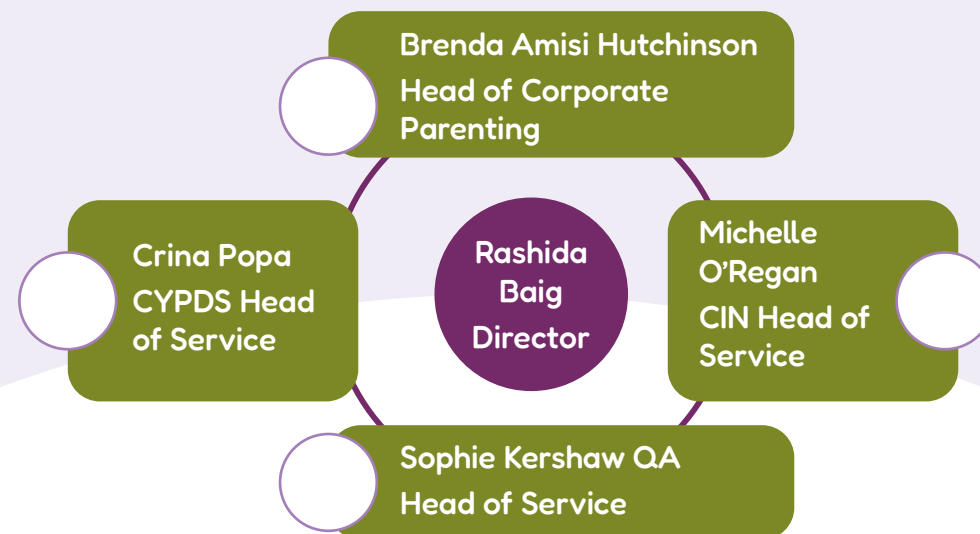 Brenda Amisi Hutchinson
Head of Corporate
Parenting
Crina Popa
CYPDS Head
of Service
Rashida
Baig
Director
Michelle
O’Regan
CIN Head of
Service
Sophie Kershaw QA
Head of Service